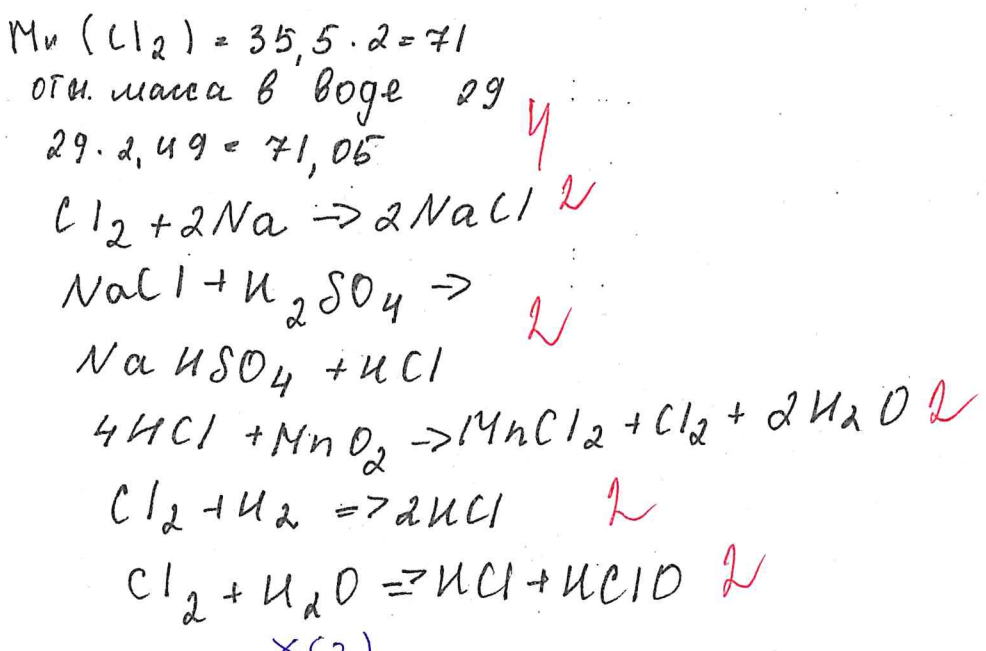 Mr (Cl2) = 35,5 · 2 = 71
отн. масса в воде 29
29 · 2,49 = 71,05 4
Cl2 + 2Na → 2NaCl 2
NaCl + H2SO4 →
NaHSO4 + HCl 2
4HCl + MnO2 → MnCl2 + Cl2 + 2H2O 2
Cl2 + H2 => 2HCl 2
Cl2 + H2O ⇒ HCl + HClO 2